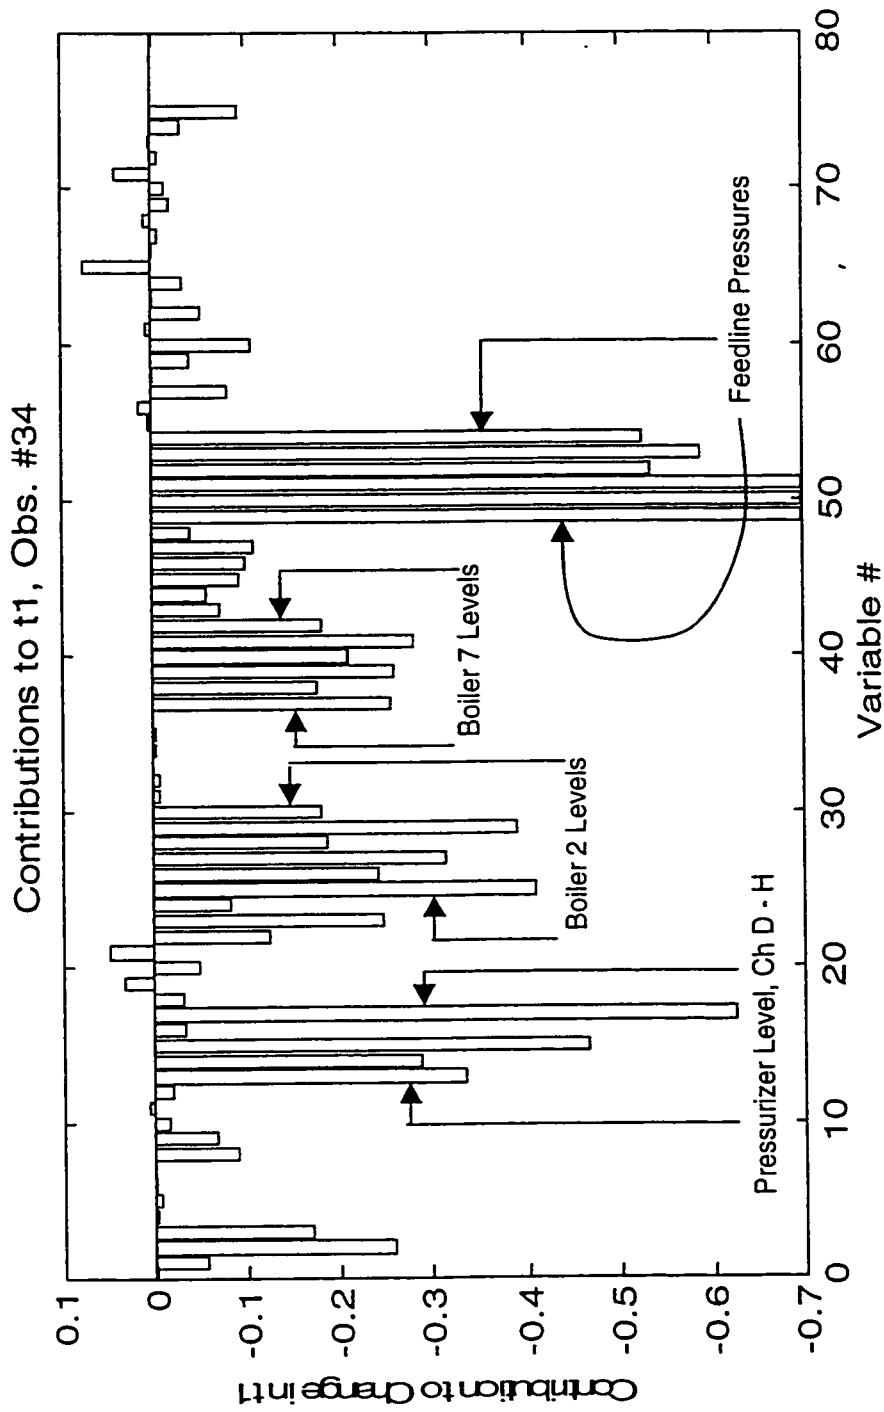 Contributions to t1, Obs. #34
Contribution to Change in t1
0.1
0
-0.1
-0.2
-0.3
-0.4
-0.5
-0.6
-0.7
Pressurizer Level, Ch D - H
Boiler 2 Levels
Boiler 7 Levels
Feedline Pressures
0
10
20
30
40
50
60
70
80
Variable #